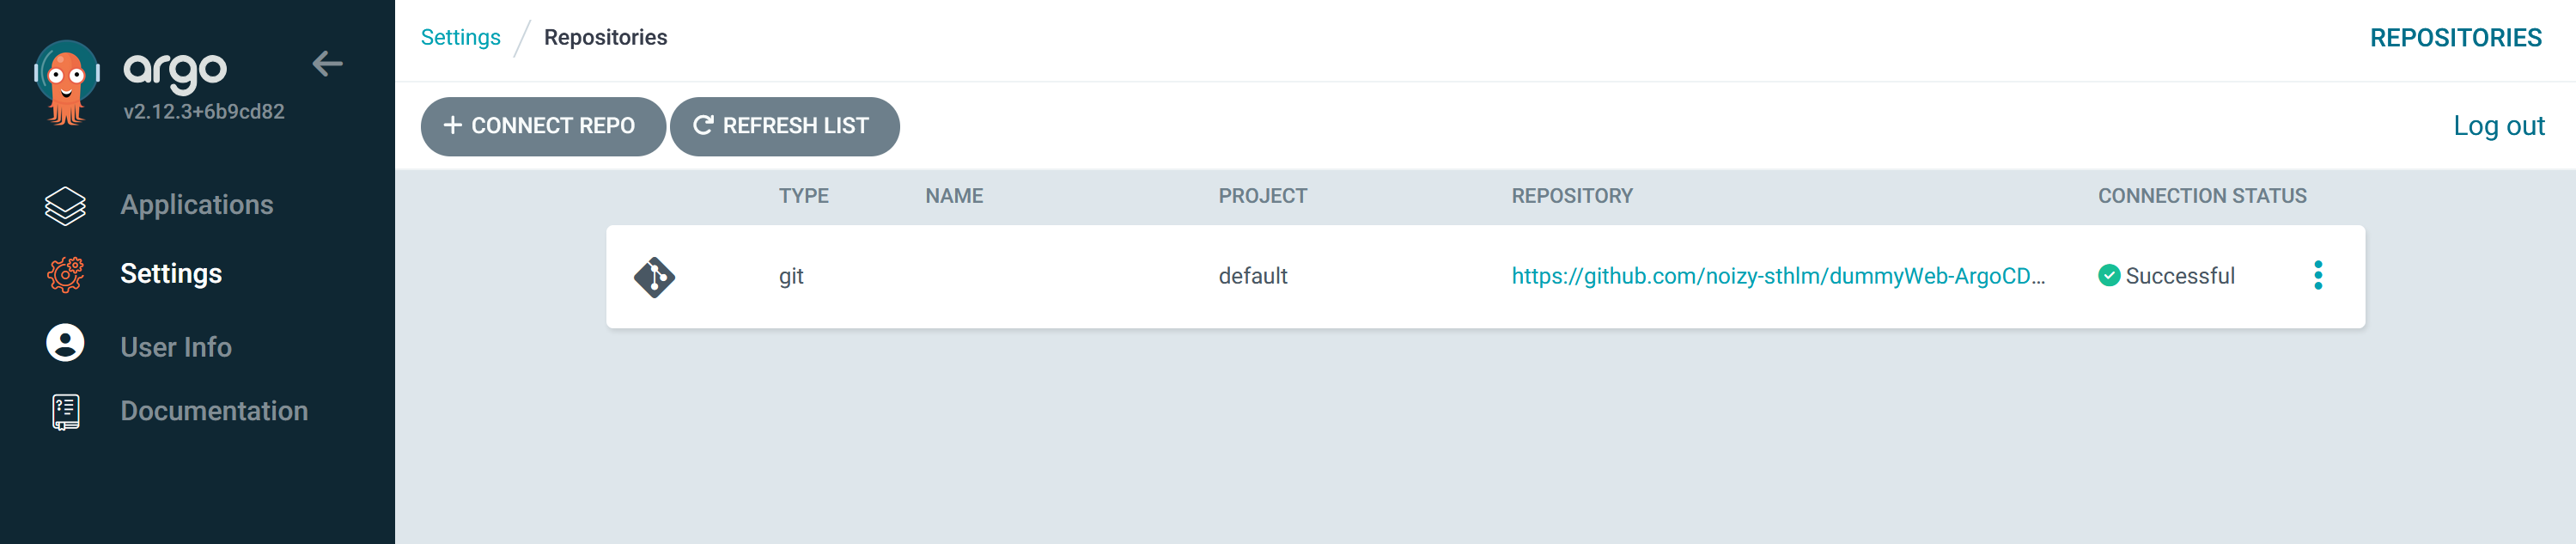 argo
v2.12.3+6b9cd82
Applications
Settings
User Info
Documentation
Settings / Repositories
REPOSITORIES
+ CONNECT REPO
REFRESH LIST
Log out
TYPE NAME PROJECT REPOSITORY CONNECTION STATUS
git default https://github.com/noizy-sthlm/dummyWeb-ArgoCD... Successful